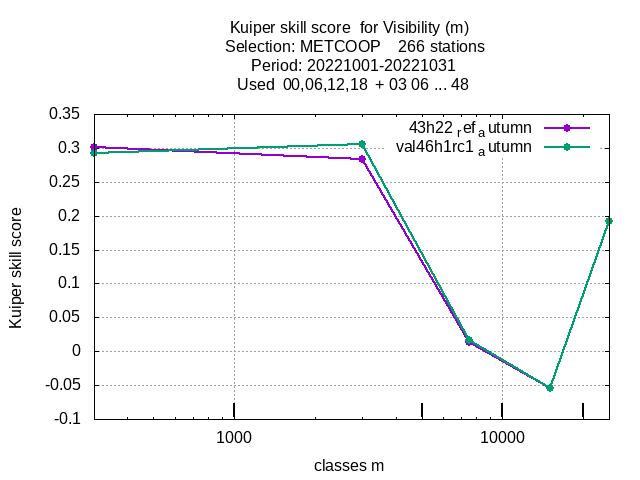 Kuiper skill score  for Visibility (m)
Selection: METCOOP    266 stations
Period: 20221001-20221031
Used  00,06,12,18  + 03 06 ... 48
43h22 ref a utumn
val46h1rc1 a utumn
Kuiper skill score
0.35
0.3
0.25
0.2
0.15
0.1
0.05
0
-0.05
-0.1
1000
10000
classes m